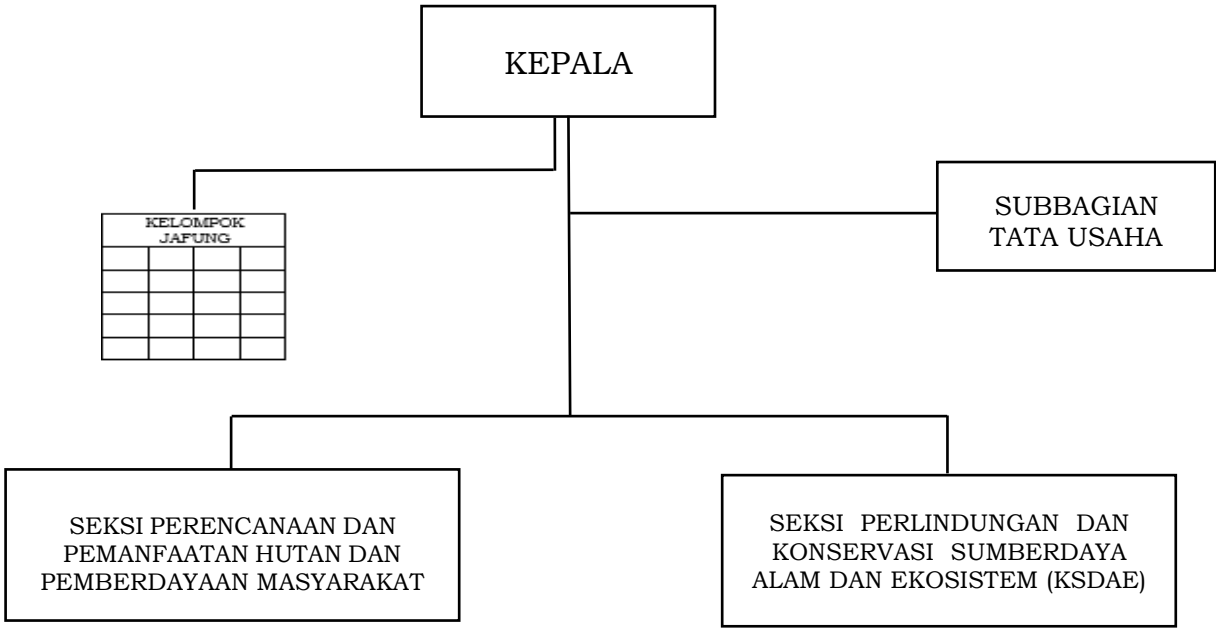 KEPALA
SUBBAGIAN
TATA USAHA
KELOMPOK
JAFUNG
SEKSI PERENCANAAN DAN
PEMANFAATAN HUTAN DAN
PEMBERDAYAAN MASYARAKAT
SEKSI PERLINDUNGAN DAN
KONSERVASI SUMBERDAYA
ALAM DAN EKOSISTEM (KSDAE)